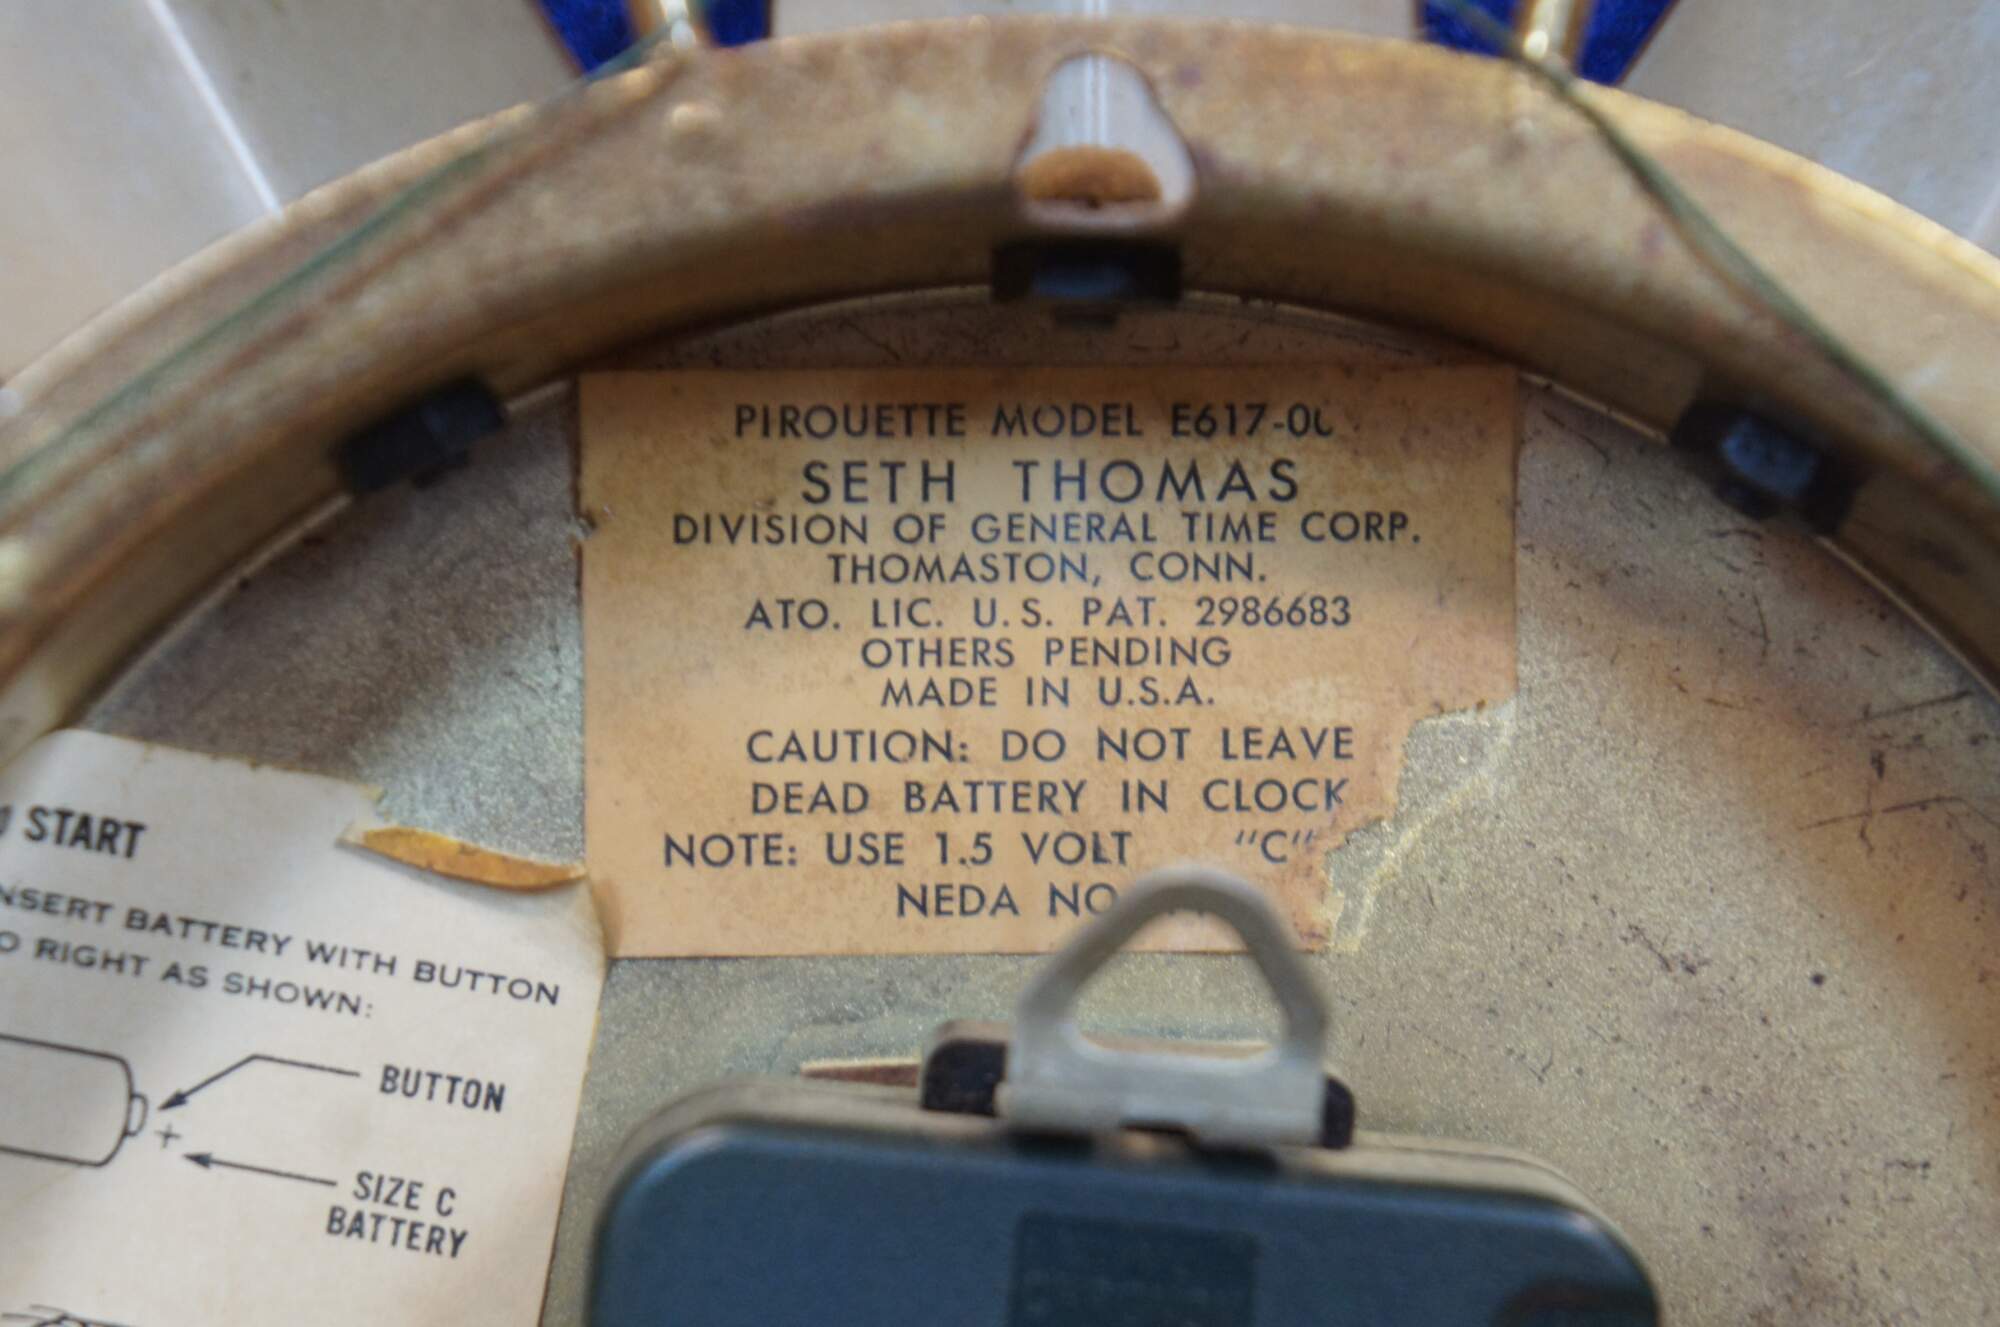 PIROUETTE MODEL E617-00
SETH THOMAS
DIVISION OF GENERAL TIME CORP.
THOMASTON, CONN.
ATO. LIC. U.S. PAT. 2986683
OTHERS PENDING
MADE IN U.S.A.
CAUTION: DO NOT LEAVE
DEAD BATTERY IN CLOCK
NOTE: USE 1.5 VOLT "C"
NEDA NO
START
INSERT BATTERY WITH BUTTON
TO RIGHT AS SHOWN:
BUTTON
+
SIZE C
BATTERY